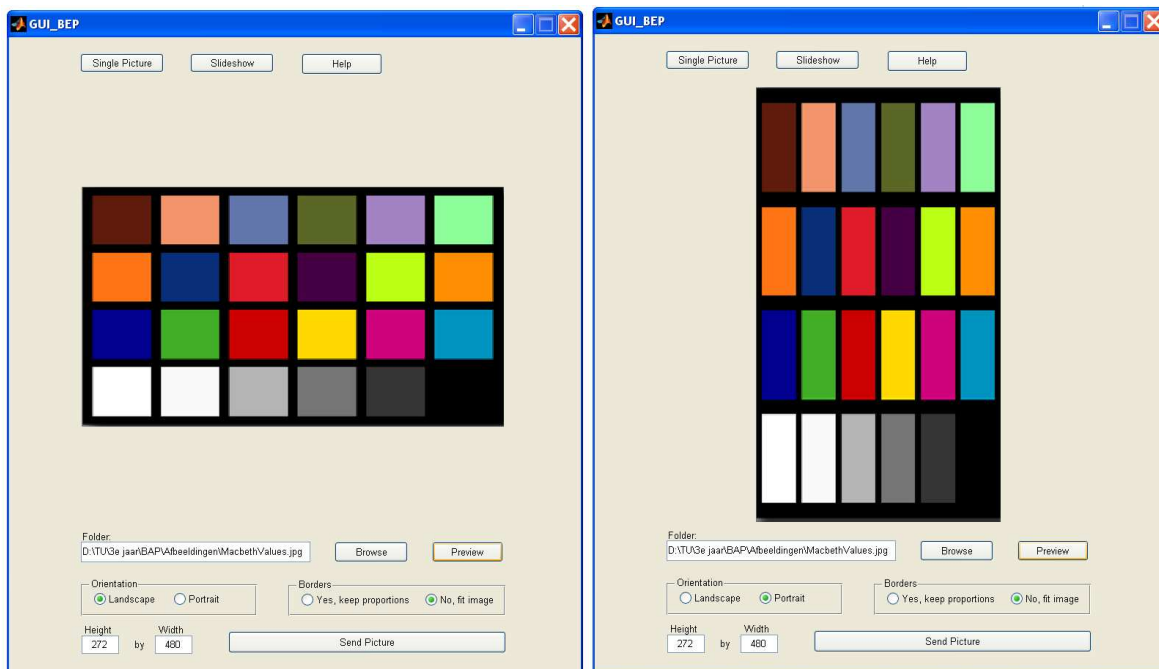 GUI_BEP
Single Picture Slideshow Help
Folder:
D:\TU\3e jaar\BAP\Afbeeldingen\MacbethValues.jpg Browse Preview
Orientation Borders
Landscape Portrait Yes, keep proportions No, fit image
Height Width
272 by 480 Send Picture
GUI_BEP
Single Picture Slideshow Help
Folder:
D:\TU\3e jaar\BAP\Afbeeldingen\MacbethValues.jpg Browse Preview
Orientation Borders
Landscape Portrait Yes, keep proportions No, fit image
Height Width
272 by 480 Send Picture